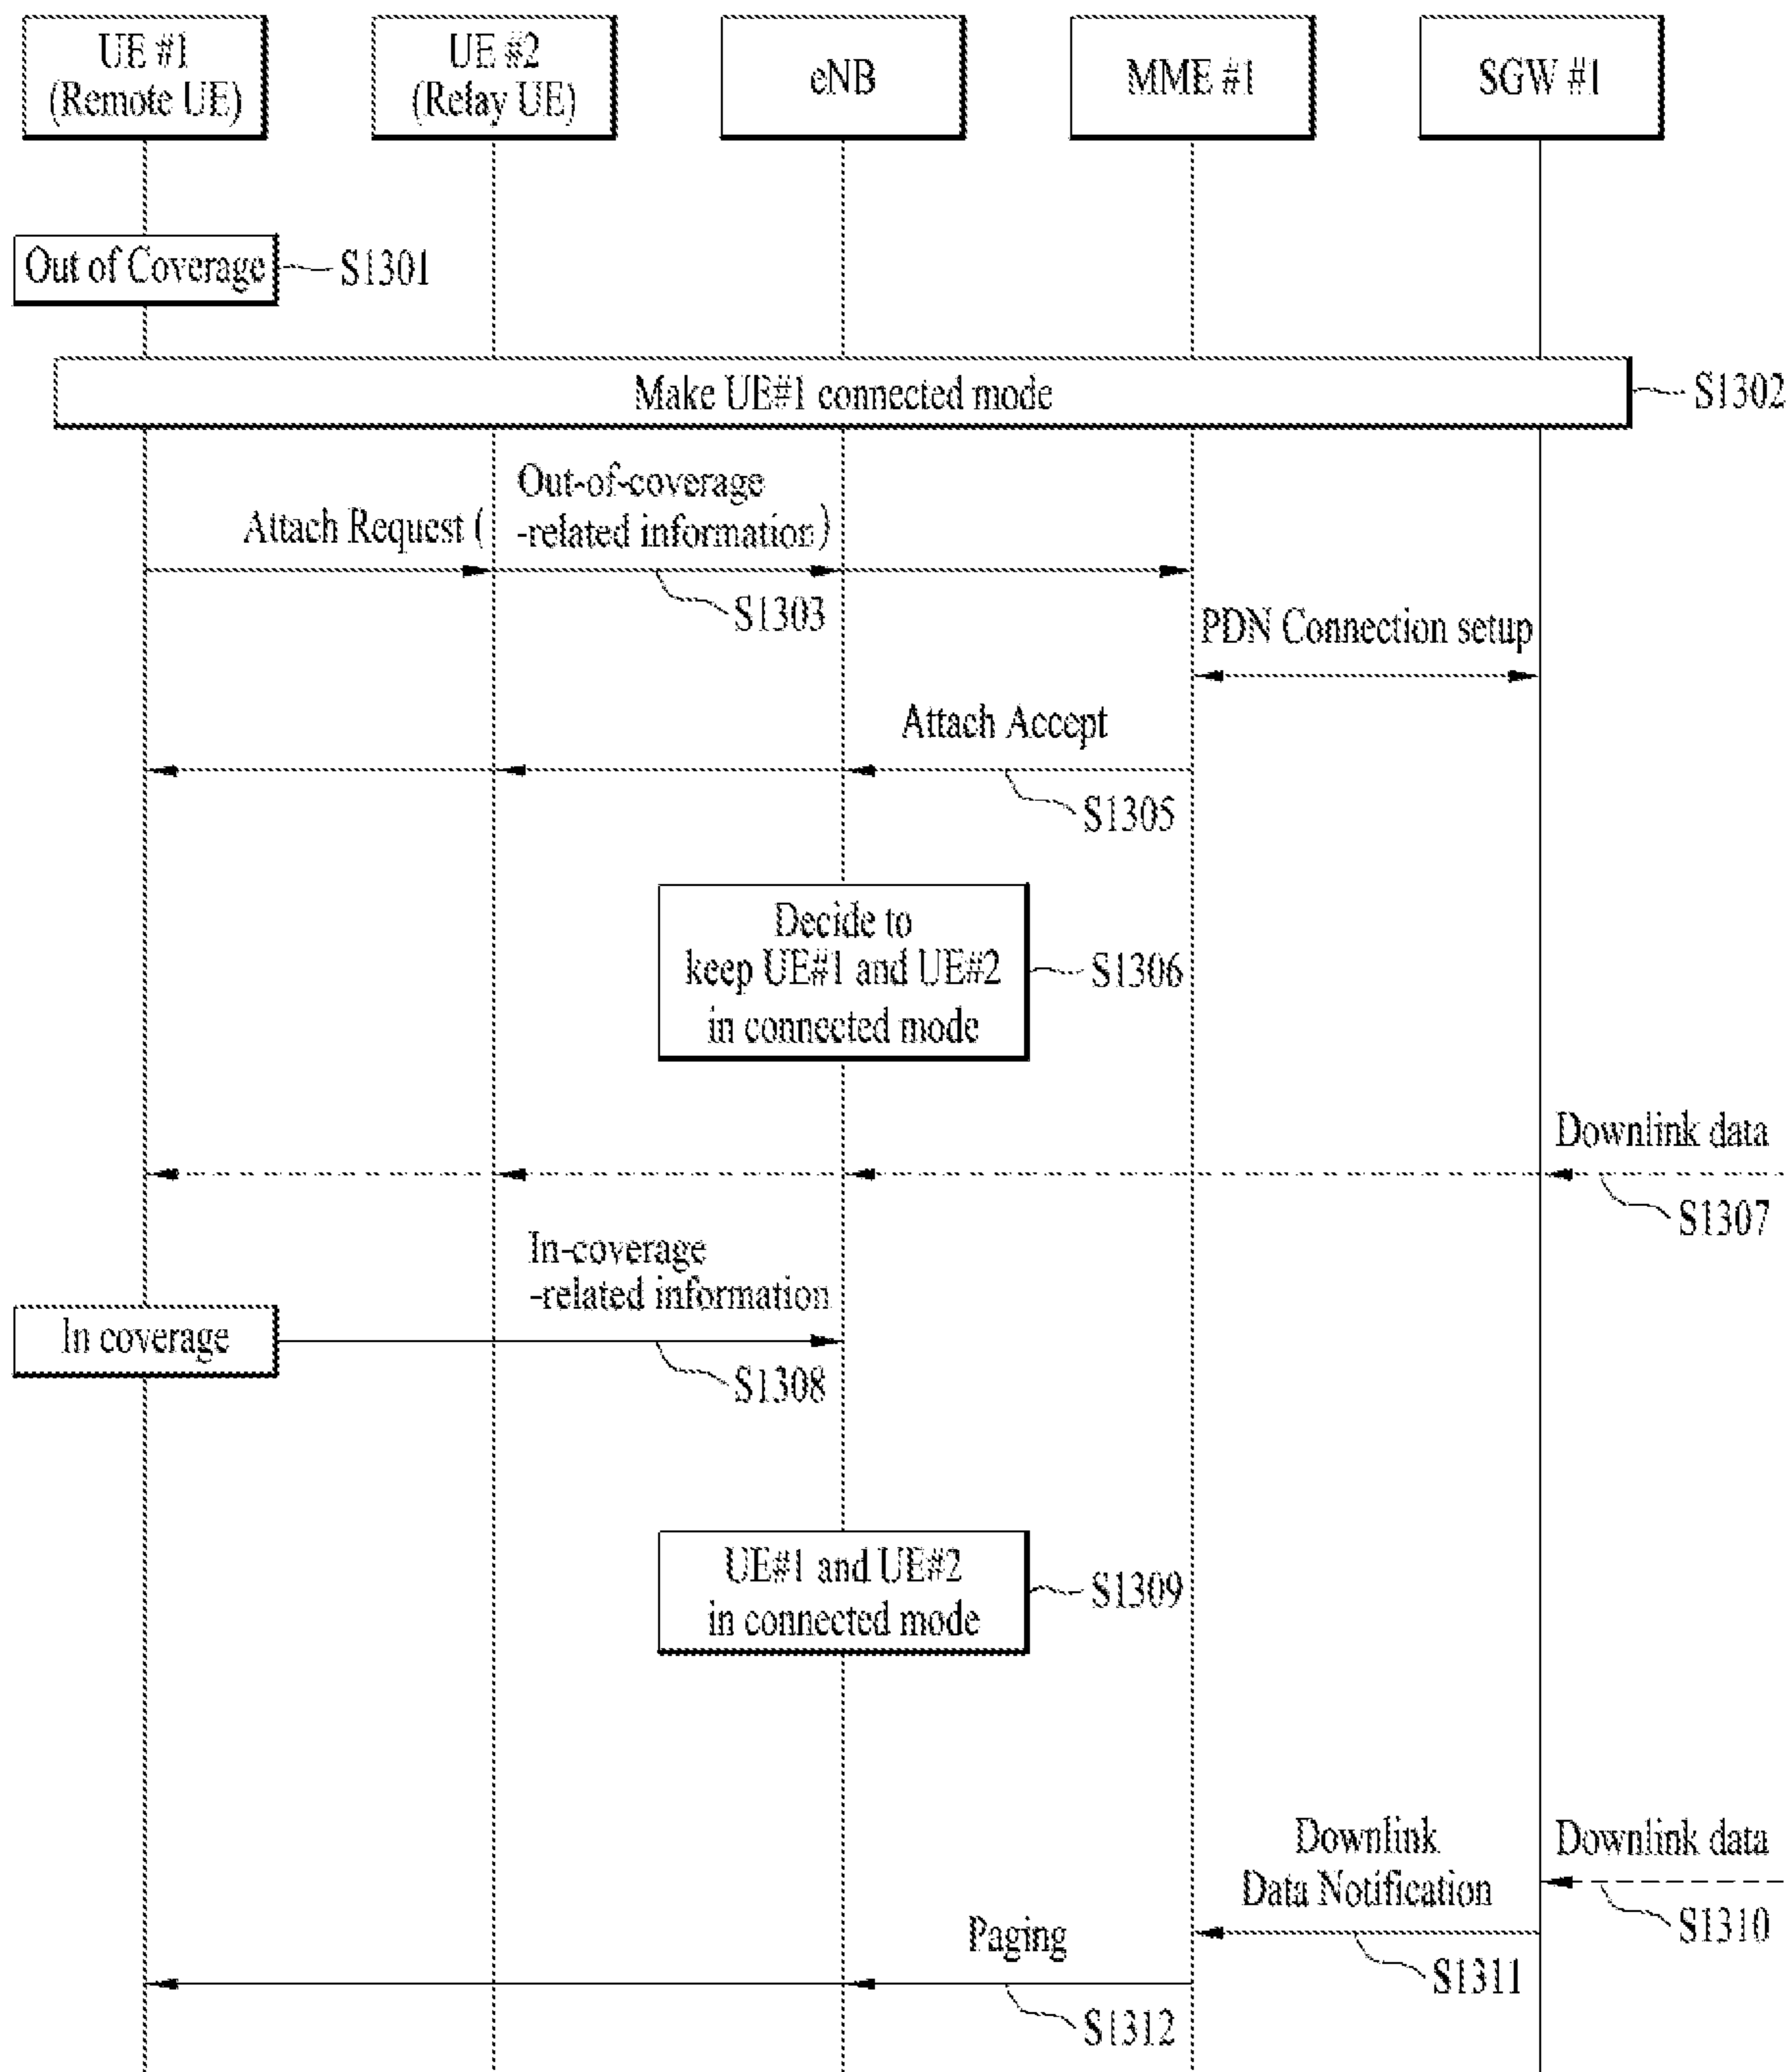 UE #1
(Remote UE)
UE #2
(Relay UE)
eNB
MME #1
SGW #1
Out of Coverage
S1301
Make UE#1 connected mode
S1302
Attach Request (
Out-of-coverage
-related information)
S1303
PDN Connection setup
Attach Accept
S1305
Decide to
keep UE#1 and UE#2
in connected mode
S1306
Downlink data
S1307
In-coverage
-related information
In coverage
S1308
UE#1 and UE#2
in connected mode
S1309
Downlink data
S1310
Downlink
Data Notification
S1311
Paging
S1312